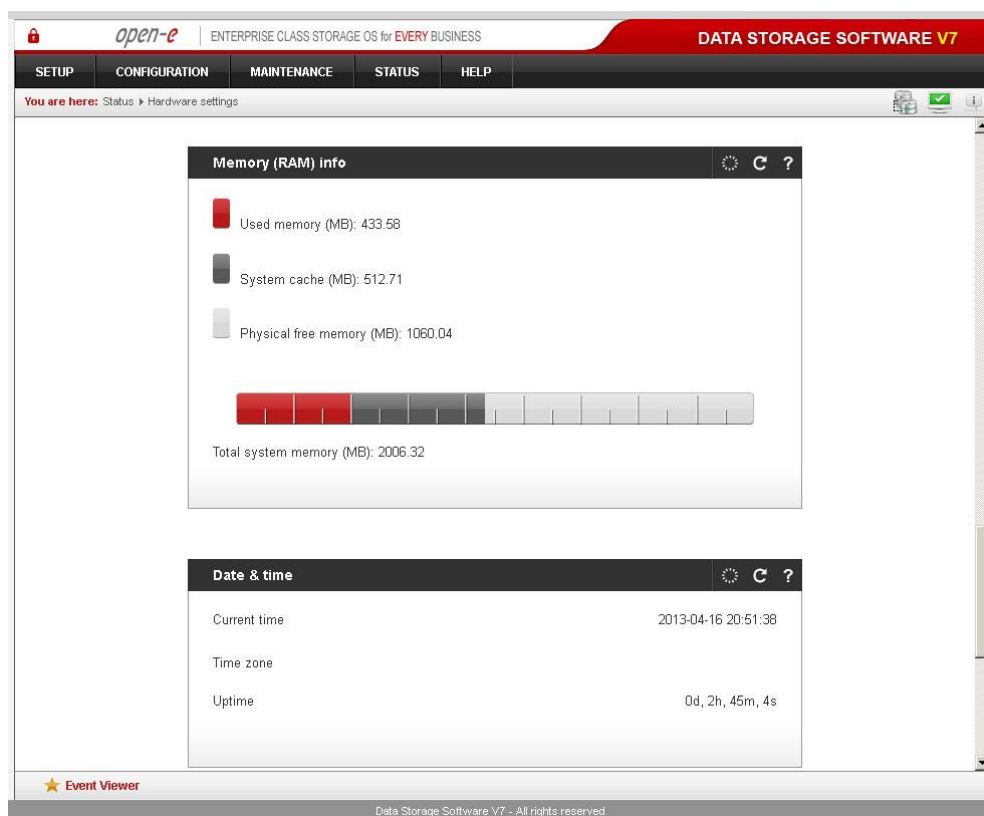 open-e ENTERPRISE CLASS STORAGE OS for EVERY BUSINESS DATA STORAGE SOFTWARE V7
SETUP CONFIGURATION MAINTENANCE STATUS HELP
You are here: Status Hardware settings
Memory (RAM) info ?
Used memory (MB): 433.58
System cache (MB): 512.71
Physical free memory (MB): 1060.04
Total system memory (MB): 2006.32
Date & time ?
Current time 2013-04-16 20:51:38
Time zone
Uptime 0d, 2h, 45m, 4s
Event Viewer
Data Storage Software V7 - All rights reserved